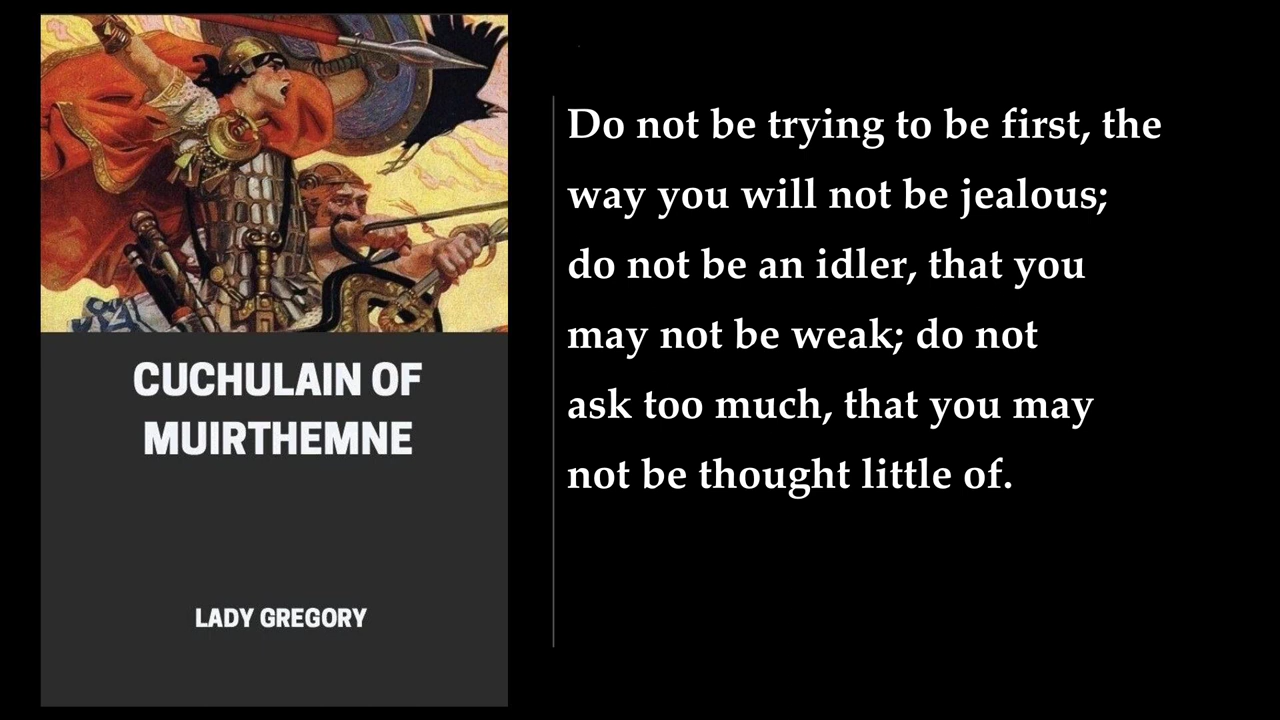 CUCHULAIN OF
MUIRTHEMNE
LADY GREGORY
Do not be trying to be first, the
way you will not be jealous;
do not be an idler, that you
may not be weak; do not
ask too much, that you may
not be thought little of.